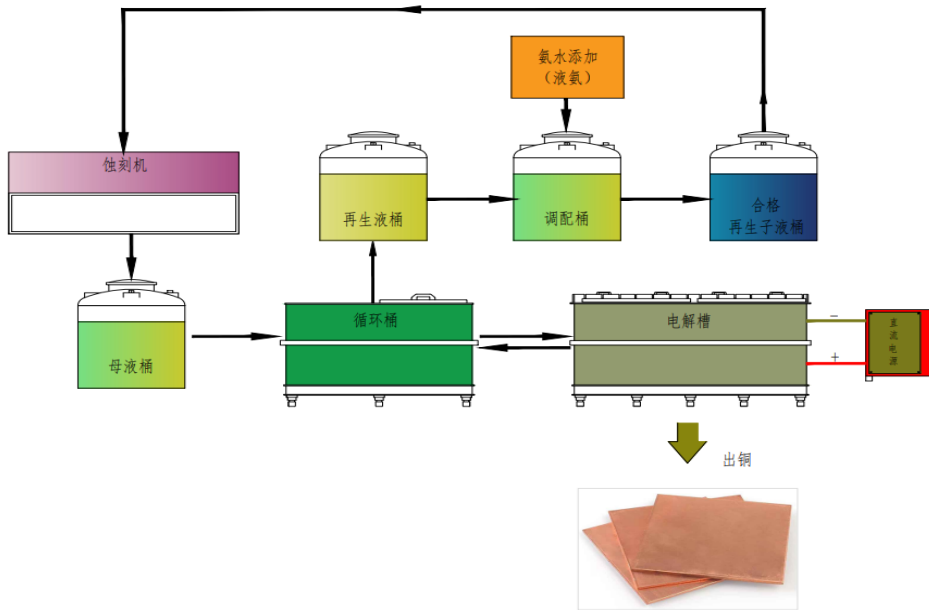 氨水添加
（液氨）
蚀刻机
再生液桶
调配桶
合格
再生子液桶
母液桶
循环桶
电解槽
−
+
直
流
电
源
出铜